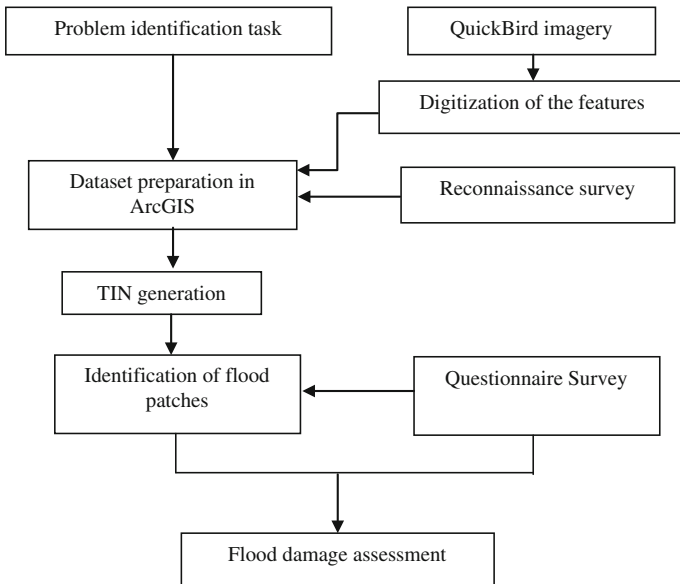 Problem identification task
QuickBird imagery
Digitization of the features
Dataset preparation in
ArcGIS
Reconnaissance survey
TIN generation
Identification of flood
patches
Questionnaire Survey
Flood damage assessment